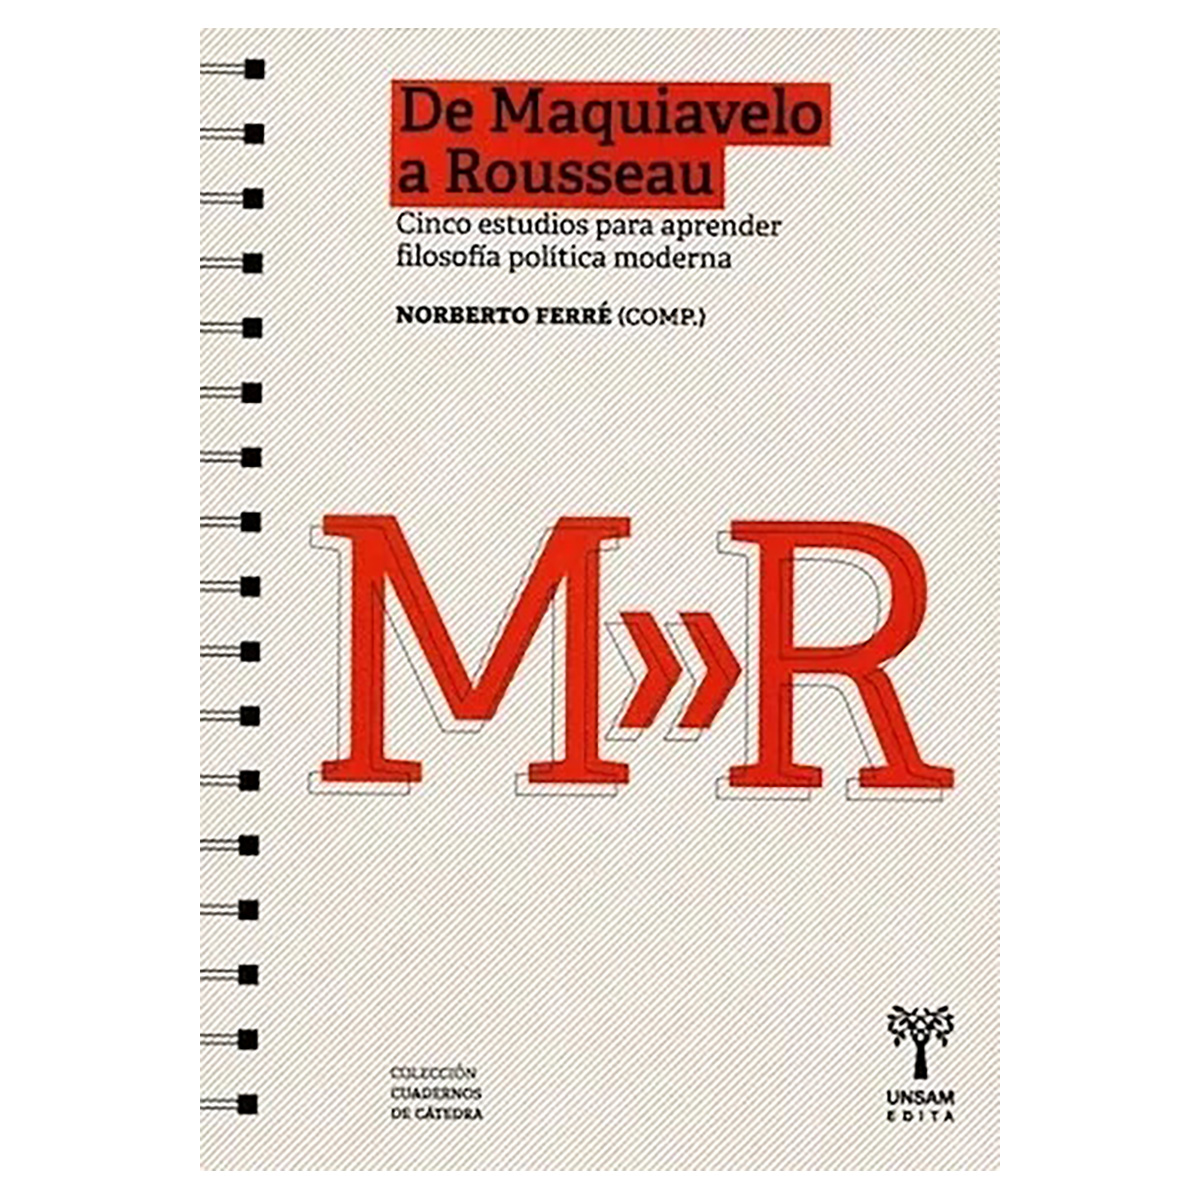 De Maquiavelo
a Rousseau
Cinco estudios para aprender
filosofía política moderna
NORBERTO FERRÉ (COMP.)
M»R
COLECCIÓN
CUADERNOS
DE CÁTEDRA
UNSAM
EDITA